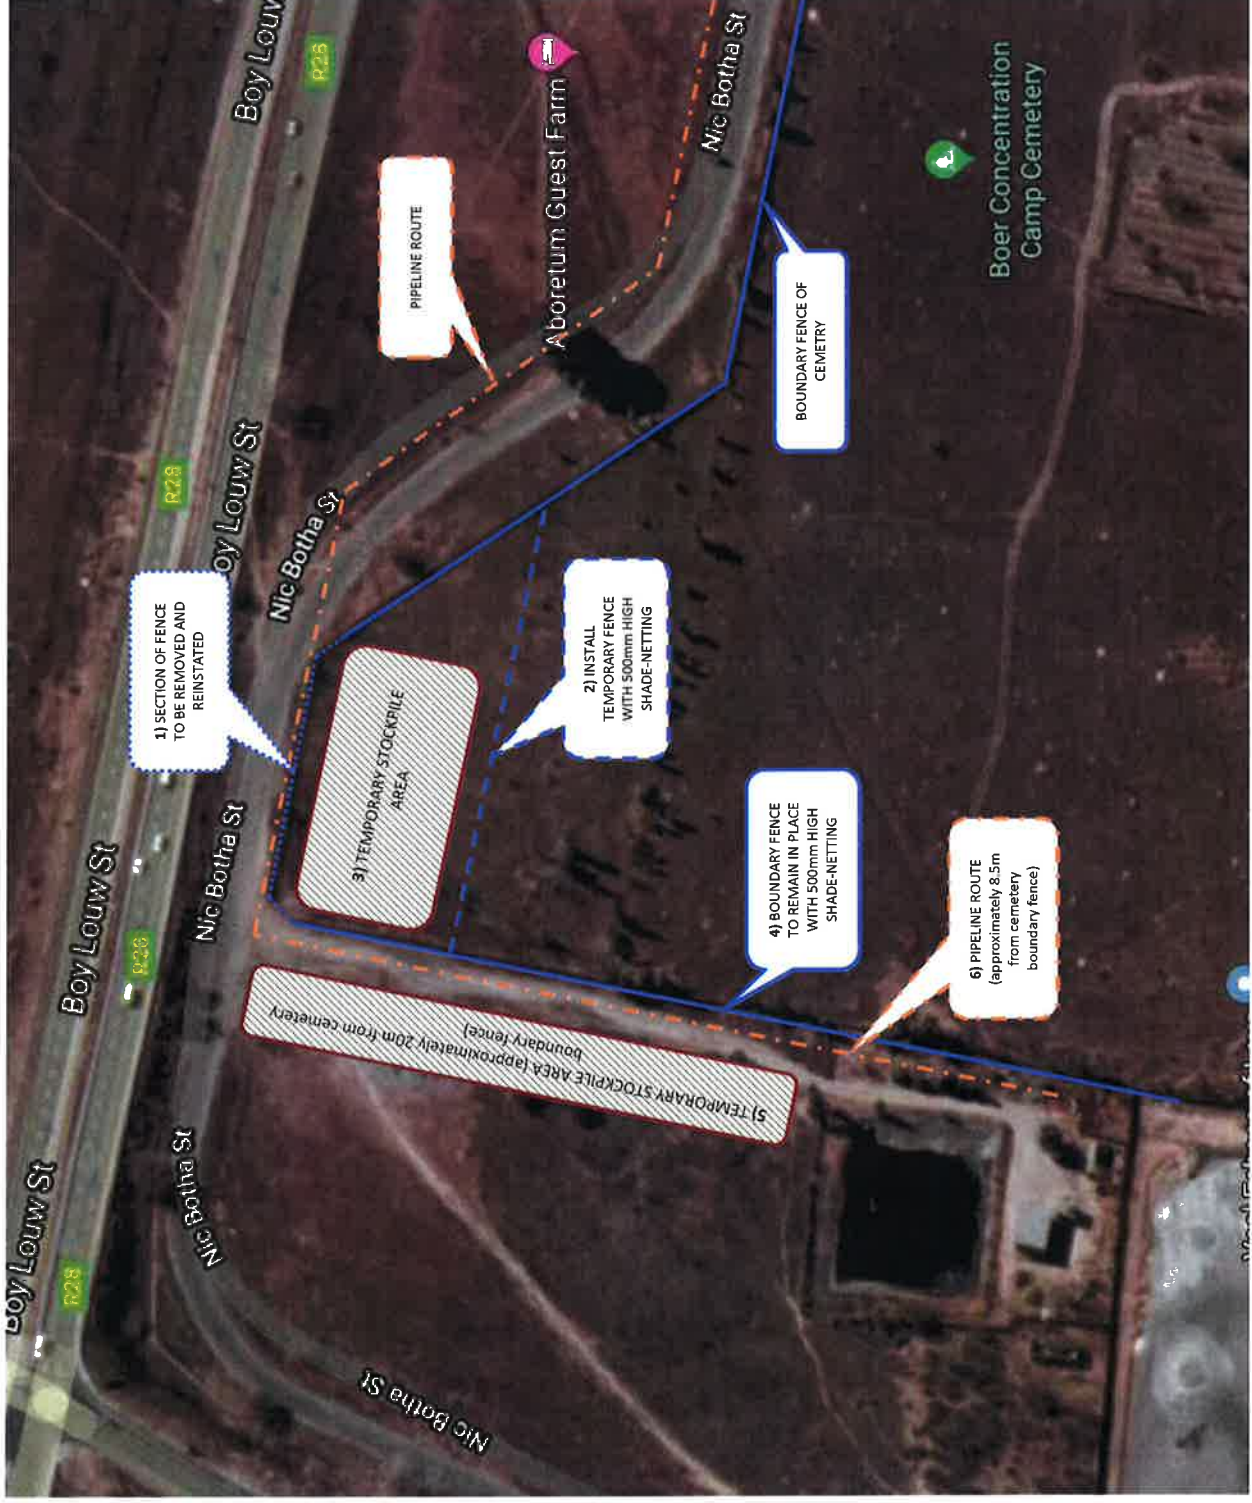 Boy Louw St
R28
Boy Louw St
R28
1) SECTION OF FENCE
TO BE REMOVED AND
REINSTATED
R28
oy Louw St
Boy Louw
R28
Nic Botha St
Nic Botha St
Nic Botha St
Nic Botha St
PIPELINE ROUTE
3) TEMPORARY STOCKPILE
AREA
5) TEMPORARY STOCKPILE AREA (approximately 20m from cemetery
boundary fence)
Aboretum Guest Farm
Nic Botha St
2) INSTALL
TEMPORARY FENCE
WITH 500mm HIGH
SHADE-NETTING
BOUNDARY FENCE OF
CEMETRY
4) BOUNDARY FENCE
TO REMAIN IN PLACE
WITH 500mm HIGH
SHADE-NETTING
6) PIPELINE ROUTE
(approximately 8.5m
from cemetery
boundary fence)
Boer Concentration
Camp Cemetery